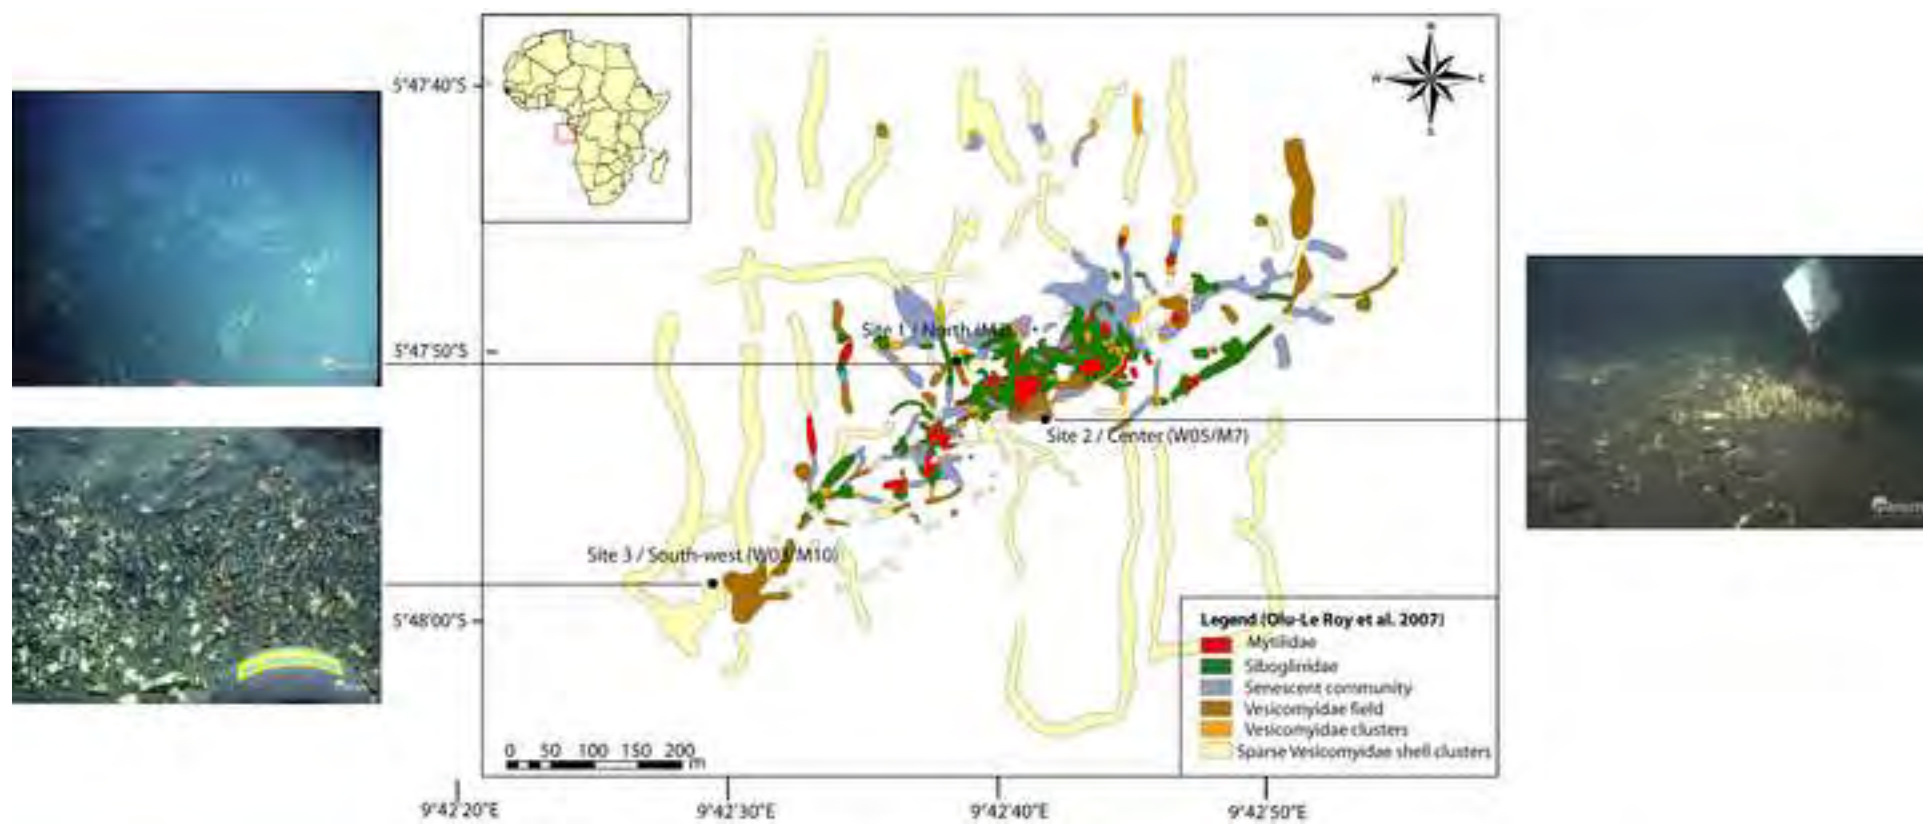 N
W
E
S
5°47'40"S
5°47'50"S
Site 1 / North
Site 2 / Center (W05/M7)
Site 3 / South-west (W03/M10)
5°48'00"S
Legend (Olu-Le Roy et al. 2007)
Mytilidae
Siboglinidae
Senescent community
Vesicomyidae field
Vesicomyidae clusters
Sparse Vesicomyidae shell clusters
0 50 100 150 200
m
9°42'20"E
9°42'30"E
9°42'40"E
9°42'50"E